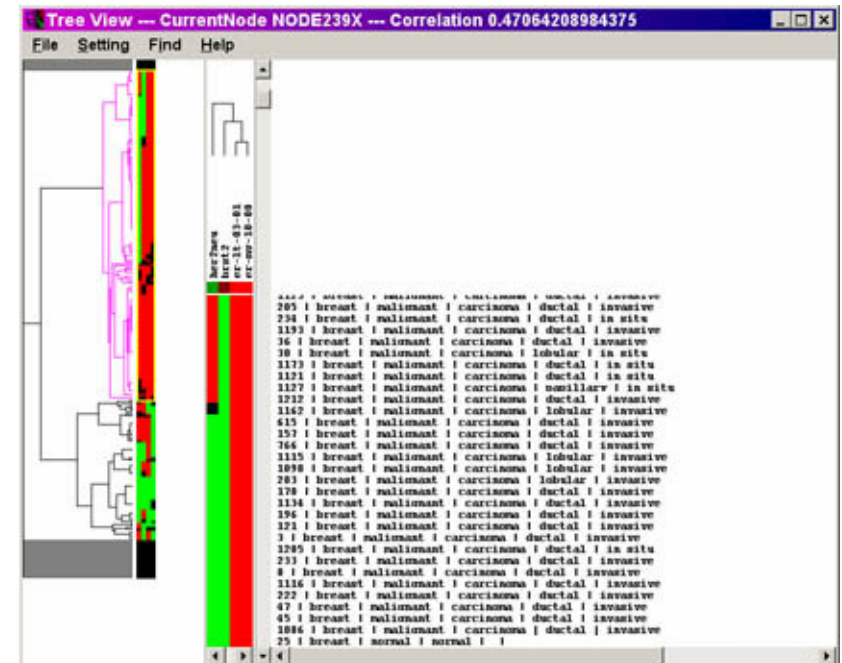 Tree View --- CurrentNode NODE239X --- Correlation 0.47064208984375
File Setting Find Help
her2neu
brst2
er-lt-03-01
er-nv-10-00
1123 | breast | malignant | carcinoma | ductal | invasive
205 | breast | malignant | carcinoma | ductal | invasive
234 | breast | malignant | carcinoma | ductal | in situ
1193 | breast | malignant | carcinoma | ductal | invasive
36 | breast | malignant | carcinoma | ductal | invasive
30 | breast | malignant | carcinoma | lobular | in situ
1173 | breast | malignant | carcinoma | ductal | in situ
1121 | breast | malignant | carcinoma | ductal | in situ
1127 | breast | malignant | carcinoma | papillary | in situ
1212 | breast | malignant | carcinoma | ductal | invasive
1162 | breast | malignant | carcinoma | lobular | invasive
615 | breast | malignant | carcinoma | ductal | invasive
157 | breast | malignant | carcinoma | ductal | invasive
766 | breast | malignant | carcinoma | ductal | invasive
1115 | breast | malignant | carcinoma | lobular | invasive
1098 | breast | malignant | carcinoma | lobular | invasive
203 | breast | malignant | carcinoma | lobular | invasive
170 | breast | malignant | carcinoma | ductal | invasive
1134 | breast | malignant | carcinoma | ductal | invasive
196 | breast | malignant | carcinoma | ductal | invasive
121 | breast | malignant | carcinoma | ductal | invasive
3 | breast | malignant | carcinoma | ductal | invasive
1205 | breast | malignant | carcinoma | ductal | in situ
233 | breast | malignant | carcinoma | ductal | invasive
8 | breast | malignant | carcinoma | ductal | invasive
1116 | breast | malignant | carcinoma | ductal | invasive
222 | breast | malignant | carcinoma | ductal | invasive
47 | breast | malignant | carcinoma | ductal | invasive
45 | breast | malignant | carcinoma | ductal | invasive
1086 | breast | malignant | carcinoma | ductal | invasive
25 | breast | normal | normal | |